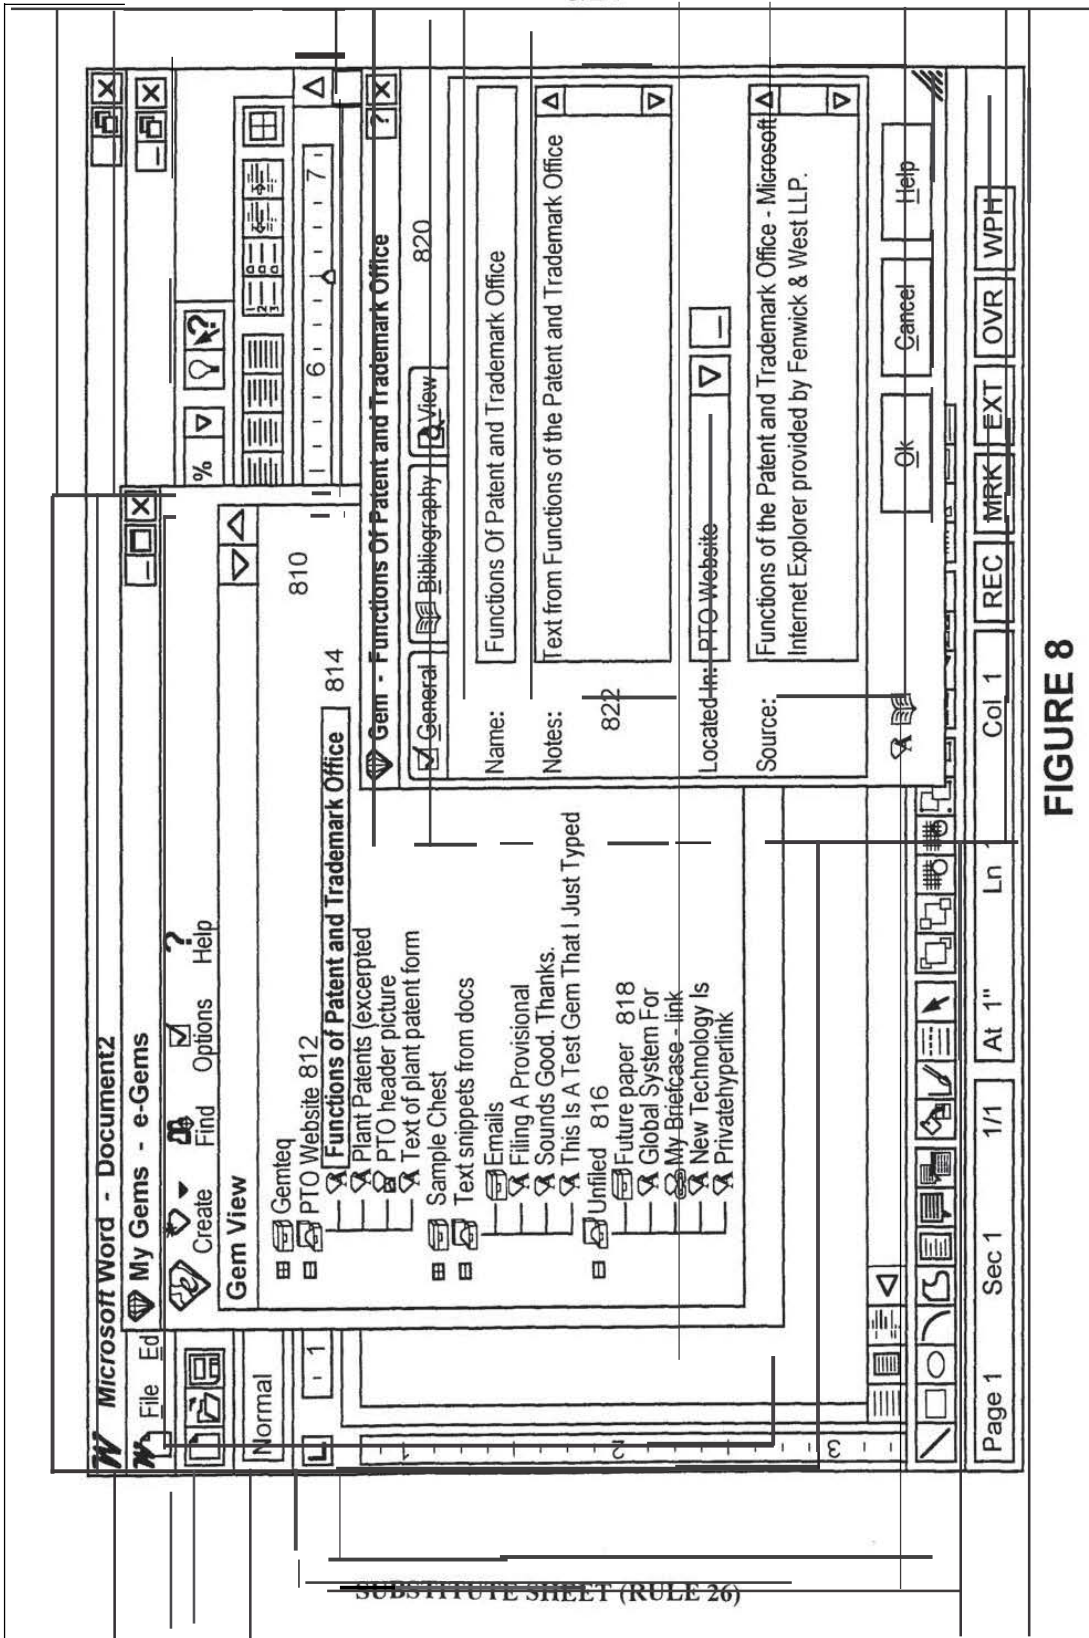 Microsoft Word - Document2
File Ed
My Gems - e-Gems
Create Find Options Help
%
Normal
1 6 7
Gem View
810
Gemteq
PTO Website 812
Functions of Patent and Trademark Office 814
Plant Patents (excerpted
PTO header picture
Text of plant patent form
Sample Chest
Text snippets from docs
Emails
Filing A Provisional
Sounds Good. Thanks.
This Is A Test Gem That I Just Typed
Unfiled 816
Future paper 818
Global System For
My Briefcase - link
New Technology Is
Privatehyperlink
Gem - Functions Of Patent and Trademark Office
General Bibliography View 820
Name: Functions Of Patent and Trademark Office
Notes: Text from Functions of the Patent and Trademark Office
822
Located In: PTO Website
Source: Functions of the Patent and Trademark Office - Microsoft
Internet Explorer provided by Fenwick & West LLP.
Ok Cancel Help
1
2
3
Page 1 Sec 1 1/1 At 1" Ln 1 Col 1 REC MRK EXT OVR WPH
FIGURE 8
SUBSTITUTE SHEET (RULE 26)